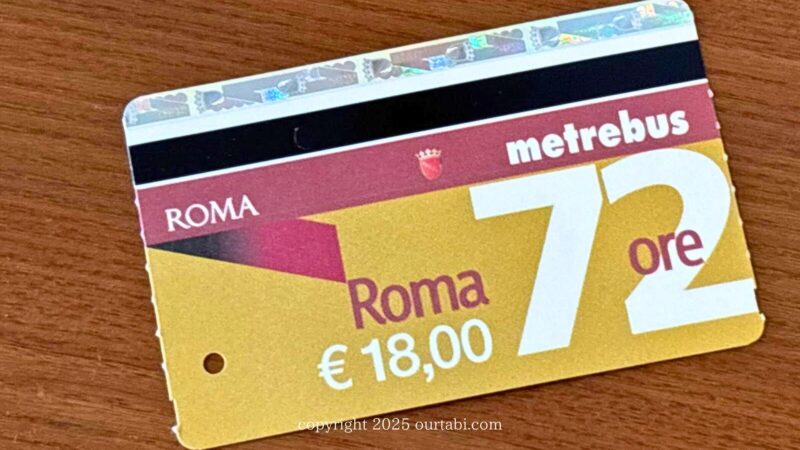 metrebus
ROMA
72
ore
Roma
€ 18,00
copyright 2025 ourtabi.com